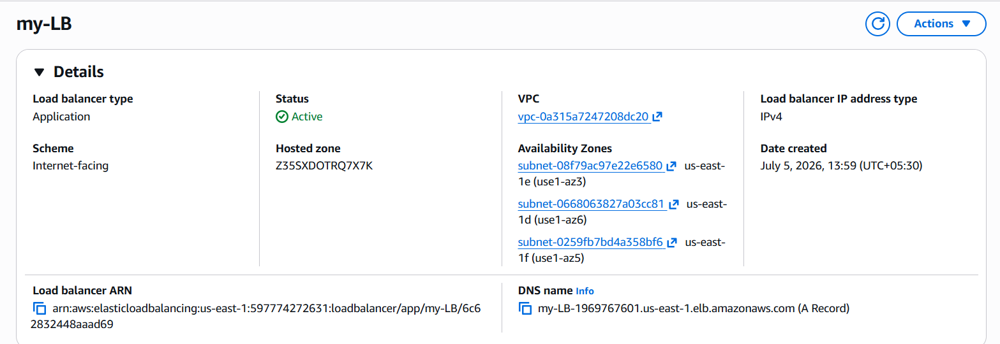 my-LB
Actions
Details
Load balancer type
Application
Status
Active
VPC
vpc-0a315a7247208dc20
Load balancer IP address type
IPv4
Scheme
Internet-facing
Hosted zone
Z35SXDOTRQ7X7K
Availability Zones
subnet-08f79ac97e22e6580 us-east-
1e (use1-az3)
subnet-0668063827a03cc81 us-east-
1d (use1-az6)
subnet-0259fb7bd4a358bf6 us-east-
1f (use1-az5)
Date created
July 5, 2026, 13:59 (UTC+05:30)
Load balancer ARN
arn:aws:elasticloadbalancing:us-east-1:597774272631:loadbalancer/app/my-LB/6c6
2832448aaad69
DNS name Info
my-LB-1969767601.us-east-1.elb.amazonaws.com (A Record)